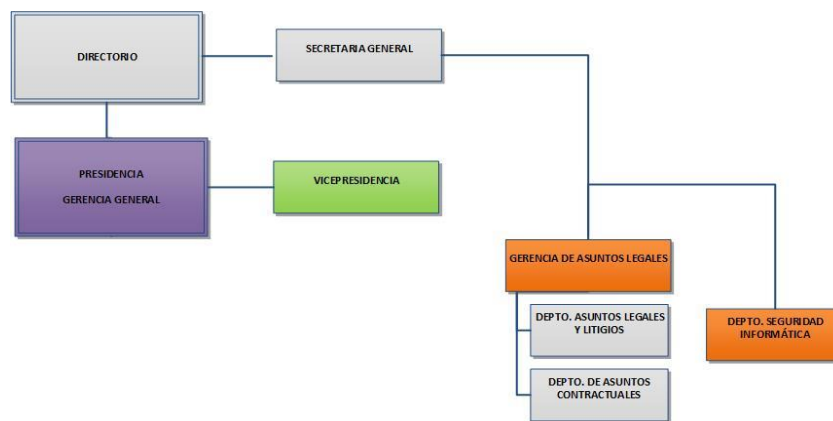 DIRECTORIO
SECRETARIA GENERAL
PRESIDENCIA
GERENCIA GENERAL
VICEPRESIDENCIA
GERENCIA DE ASUNTOS LEGALES
DEPTO. ASUNTOS LEGALES
Y LITIGIOS
DEPTO. SEGURIDAD
INFORMÁTICA
DEPTO. DE ASUNTOS
CONTRACTUALES